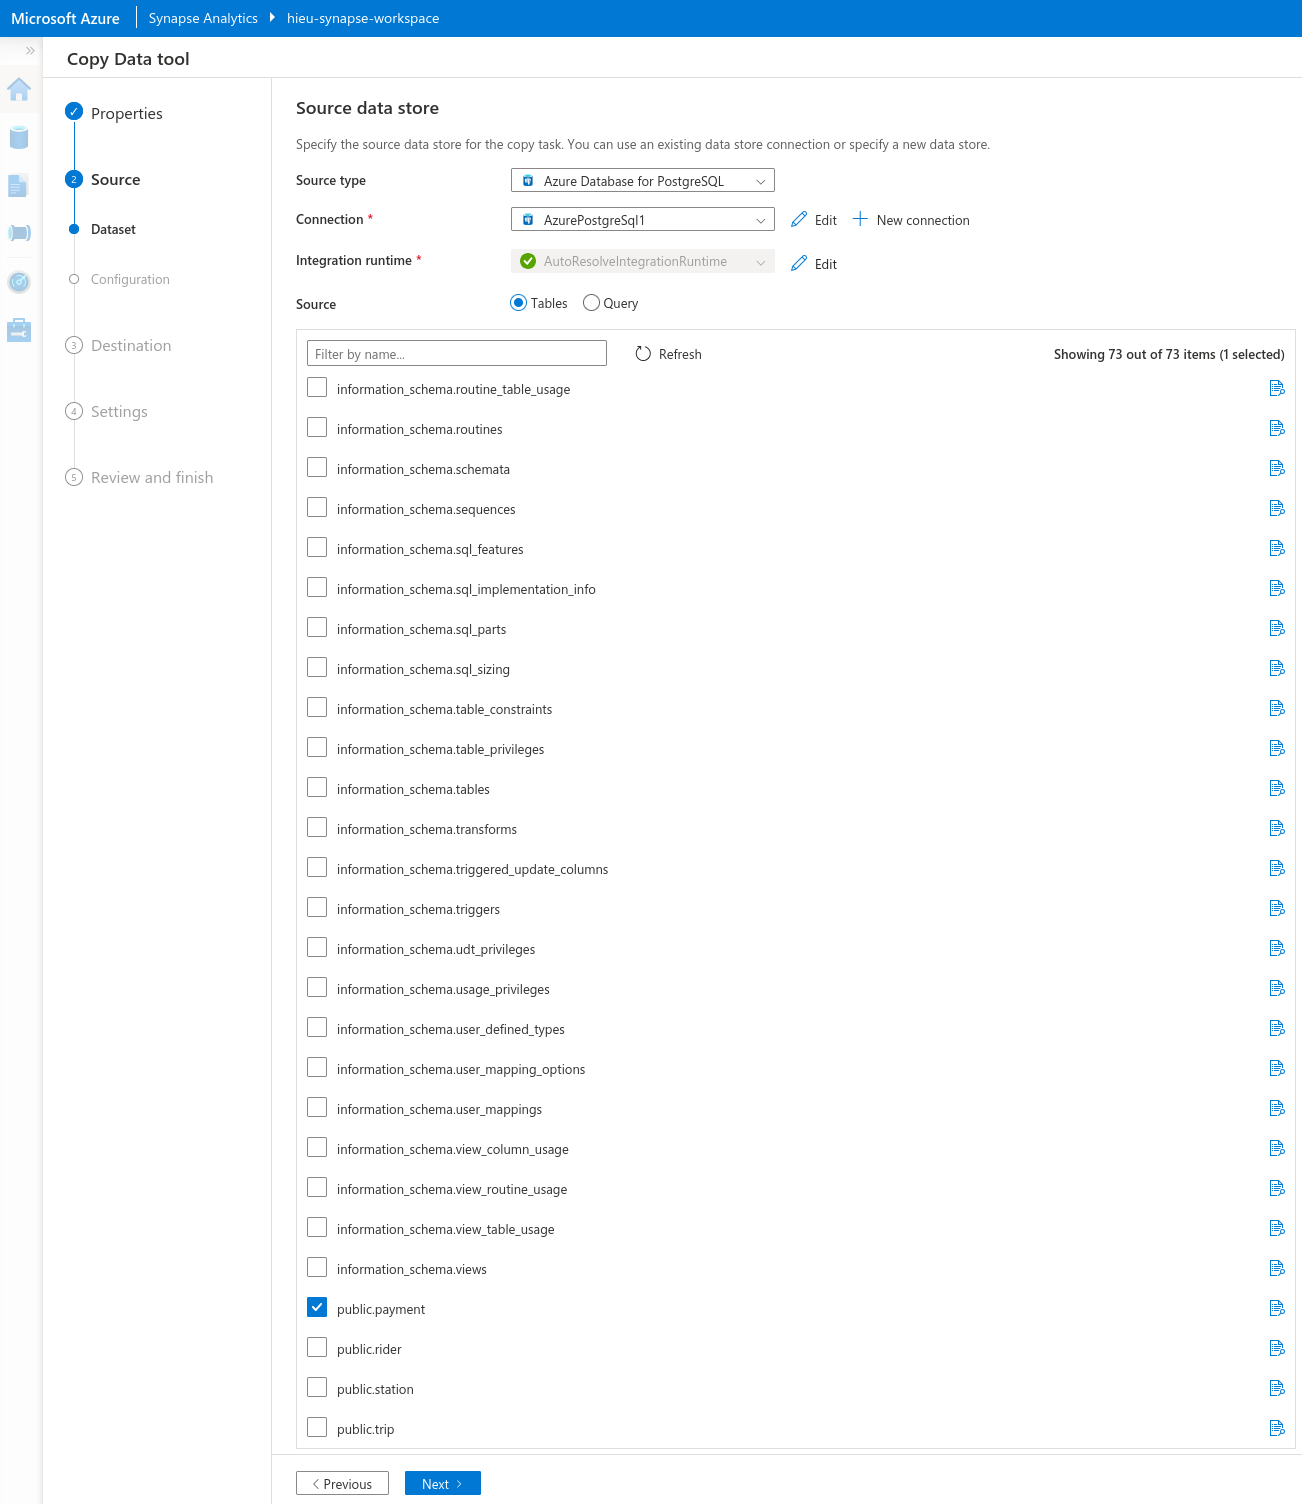 Microsoft Azure Synapse Analytics hieu-synapse-workspace
Copy Data tool
Properties
2 Source
Dataset
Configuration
3 Destination
4 Settings
5 Review and finish
Source data store
Specify the source data store for the copy task. You can use an existing data store connection or specify a new data store.
Source type Azure Database for PostgreSQL
Connection * AzurePostgreSql1 Edit New connection
Integration runtime * AutoResolveIntegrationRuntime Edit
Source Tables Query
Filter by name... Refresh Showing 73 out of 73 items (1 selected)
information_schema.routine_table_usage
information_schema.routines
information_schema.schemata
information_schema.sequences
information_schema.sql_features
information_schema.sql_implementation_info
information_schema.sql_parts
information_schema.sql_sizing
information_schema.table_constraints
information_schema.table_privileges
information_schema.tables
information_schema.transforms
information_schema.triggered_update_columns
information_schema.triggers
information_schema.udt_privileges
information_schema.usage_privileges
information_schema.user_defined_types
information_schema.user_mapping_options
information_schema.user_mappings
information_schema.view_column_usage
information_schema.view_routine_usage
information_schema.view_table_usage
information_schema.views
public.payment
public.rider
public.station
public.trip
Previous Next